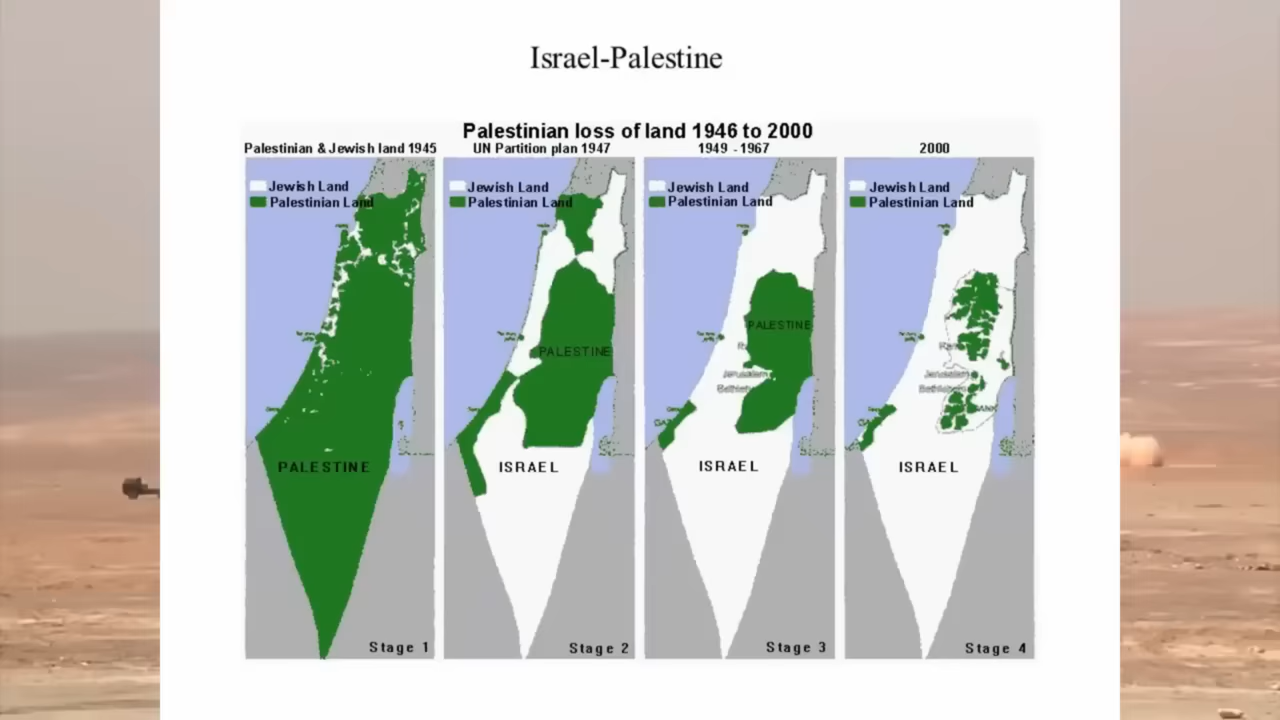 Israel-Palestine
Palestinian loss of land 1946 to 2000
Palestinian & Jewish land 1945
Jewish Land
Palestinian Land
PALESTINE
Stage 1
UN Partition plan 1947
Jewish Land
Palestinian Land
PALESTINE
ISRAEL
Stage 2
1949 - 1967
Jewish Land
Palestinian Land
PALESTINE
Jerusalem
ISRAEL
Stage 3
2000
Jewish Land
Palestinian Land
Jerusalem
ISRAEL
Stage 4